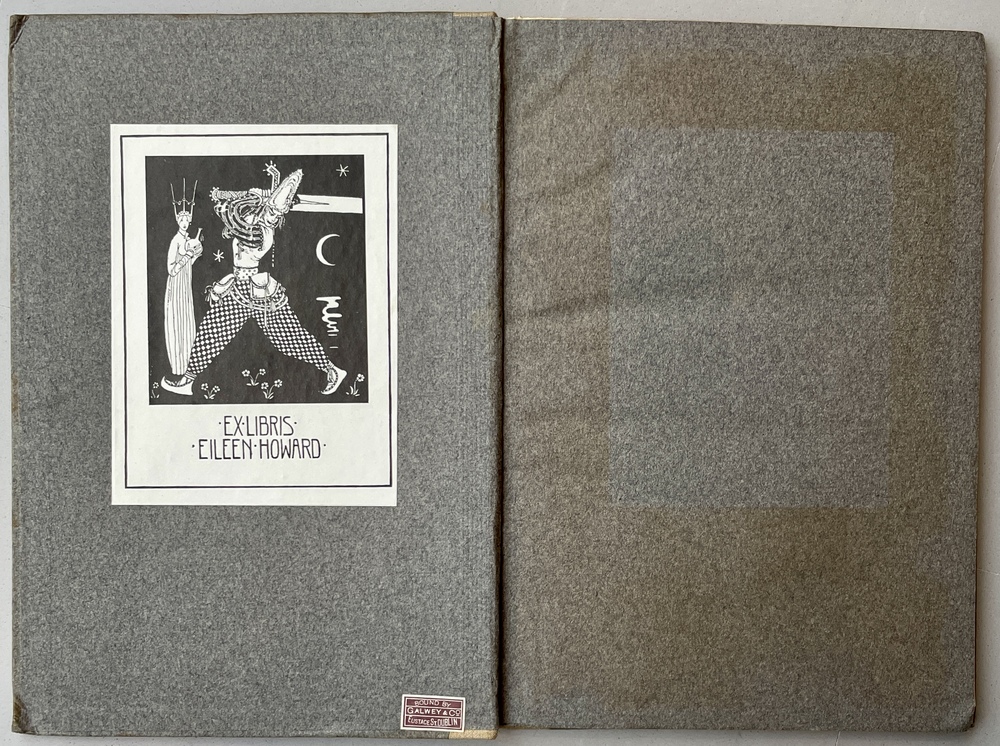 ·EX·LIBRIS·
·EILEEN·HOWARD·
BOUND BY
GALWEY & Co
EUSTACE ST DUBLIN